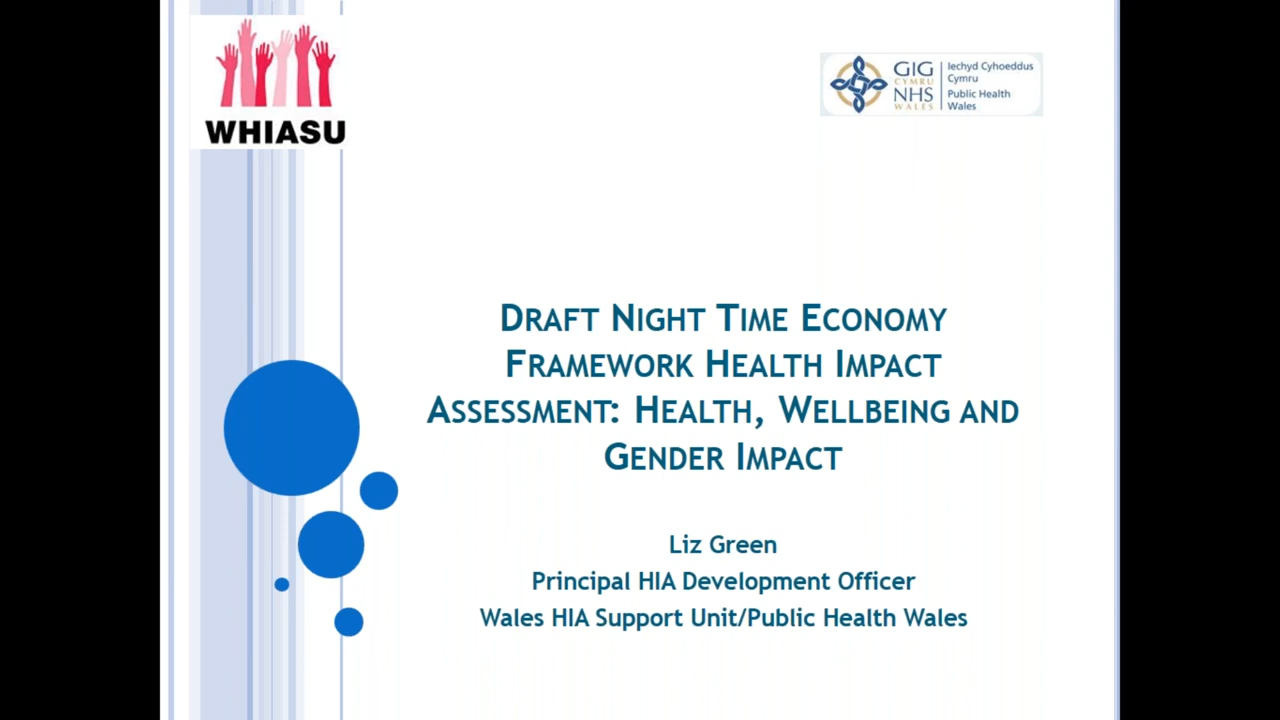 WHIASU
GIG
CYMRU
NHS
WALES
Iechyd Cyhoeddus
Cymru
Public Health
Wales
DRAFT NIGHT TIME ECONOMY
FRAMEWORK HEALTH IMPACT
ASSESSMENT: HEALTH, WELLBEING AND
GENDER IMPACT
Liz Green
Principal HIA Development Officer
Wales HIA Support Unit/Public Health Wales